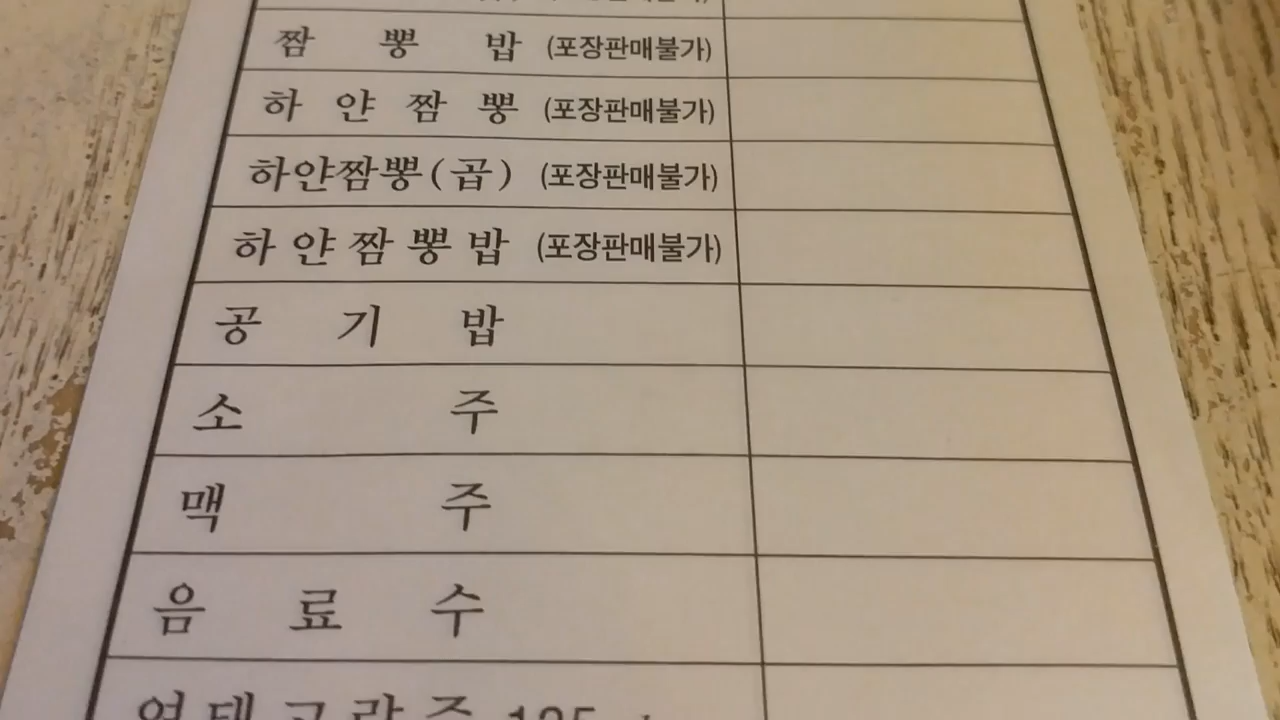 짬 뽕 밥 (포장판매불가)
하 얀 짬 뽕 (포장판매불가)
하얀짬뽕(곱) (포장판매불가)
하 얀 짬 뽕 밥 (포장판매불가)
공 기 밥
소 주
맥 주
음 료 수